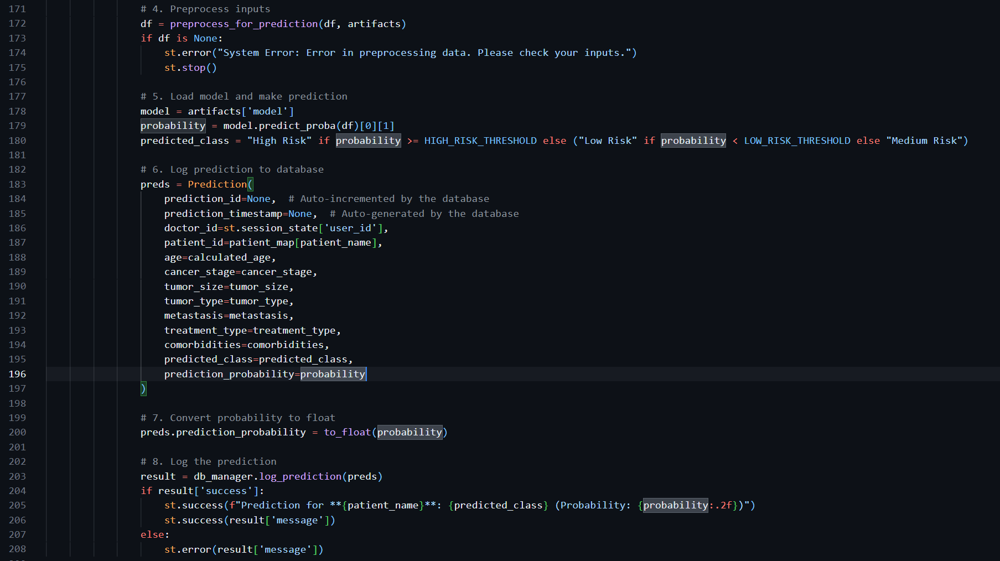 171 # 4. Preprocess inputs
172 df = preprocess_for_prediction(df, artifacts)
173 if df is None:
174     st.error("System Error: Error in preprocessing data. Please check your inputs.")
175     st.stop()
176
177 # 5. Load model and make prediction
178 model = artifacts['model']
179 probability = model.predict_proba(df)[0][1]
180 predicted_class = "High Risk" if probability >= HIGH_RISK_THRESHOLD else ("Low Risk" if probability < LOW_RISK_THRESHOLD else "Medium Risk")
181
182 # 6. Log prediction to database
183 preds = Prediction(
184     prediction_id=None,  # Auto-incremented by the database
185     prediction_timestamp=None,  # Auto-generated by the database
186     doctor_id=st.session_state['user_id'],
187     patient_id=patient_map[patient_name],
188     age=calculated_age,
189     cancer_stage=cancer_stage,
190     tumor_size=tumor_size,
191     tumor_type=tumor_type,
192     metastasis=metastasis,
193     treatment_type=treatment_type,
194     comorbidities=comorbidities,
195     predicted_class=predicted_class,
196     prediction_probability=probability
197 )
198
199 # 7. Convert probability to float
200 preds.prediction_probability = to_float(probability)
201
202 # 8. Log the prediction
203 result = db_manager.log_prediction(preds)
204 if result['success']:
205     st.success(f"Prediction for **{patient_name}**: {predicted_class} (Probability: {probability:.2f})")
206     st.success(result['message'])
207 else:
208     st.error(result['message'])